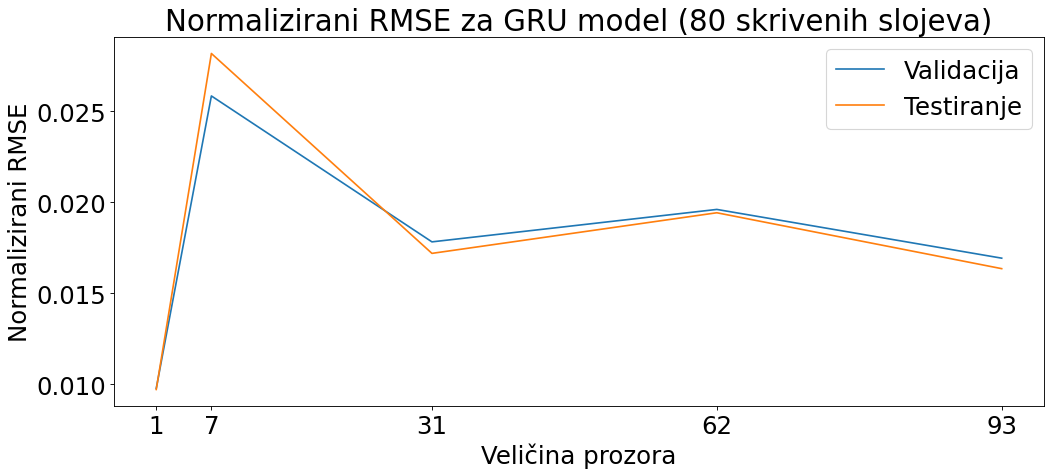 Normalizirani RMSE za GRU model (80 skrivenih slojeva)
Validacija
Testiranje
Normalizirani RMSE
0.025
0.020
0.015
0.010
1 7 31 62 93
Veličina prozora